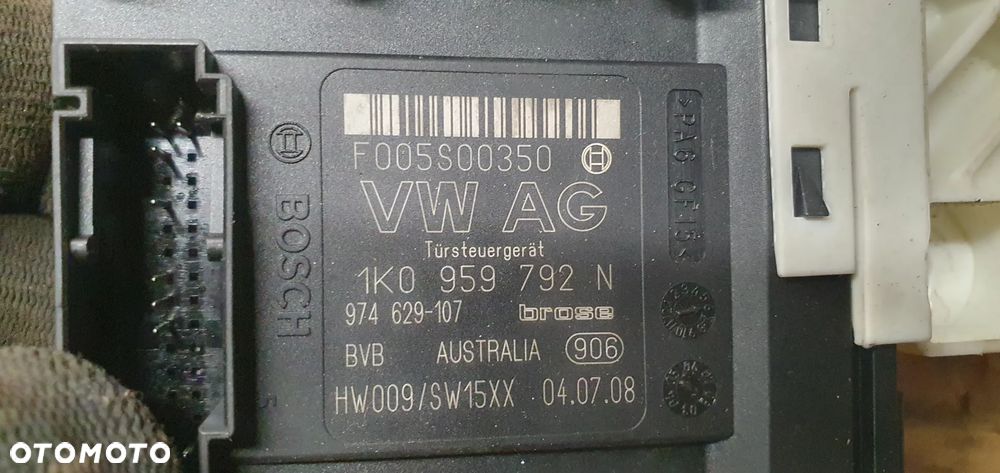 F005S00350
VW AG
Türsteuergerät
1K0 959 792 N
974 629-107 brose
BVB AUSTRALIA 906
HW009/SW15XX 04.07.08
BOSCH
5
OTOMOTO